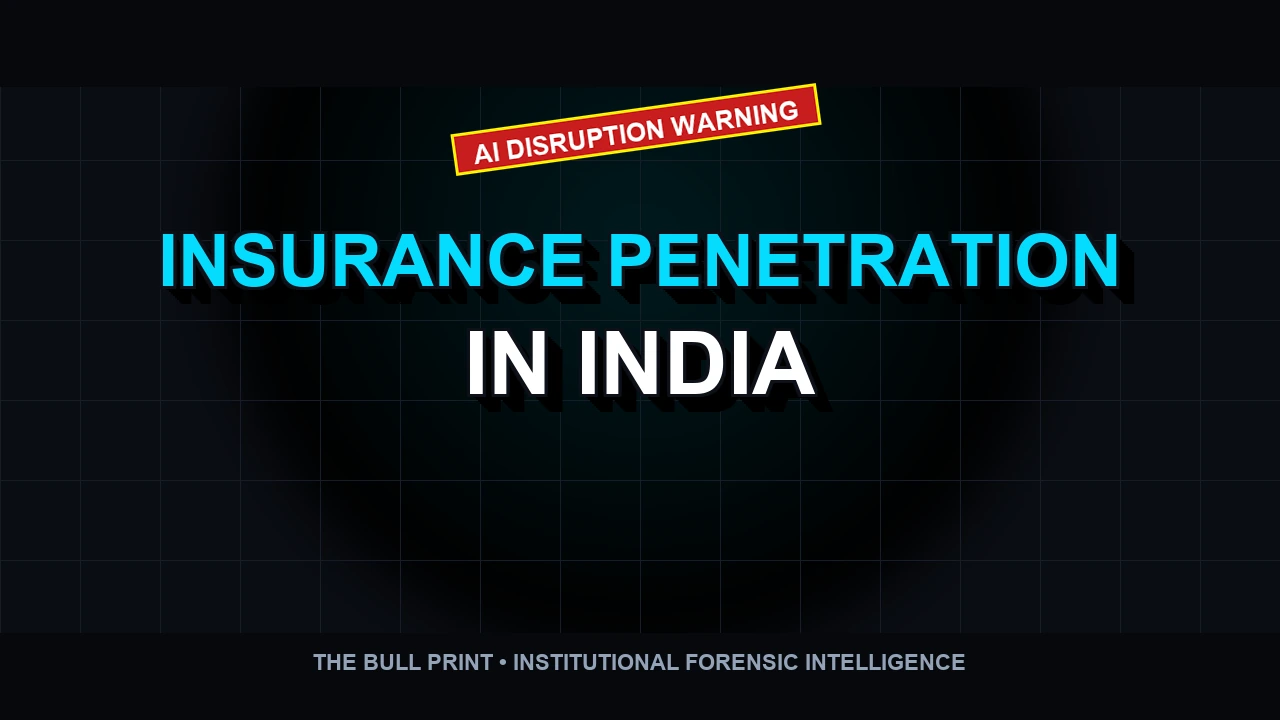 AI DISRUPTION WARNING
INSURANCE PENETRATION
IN INDIA
THE BULL PRINT • INSTITUTIONAL FORENSIC INTELLIGENCE